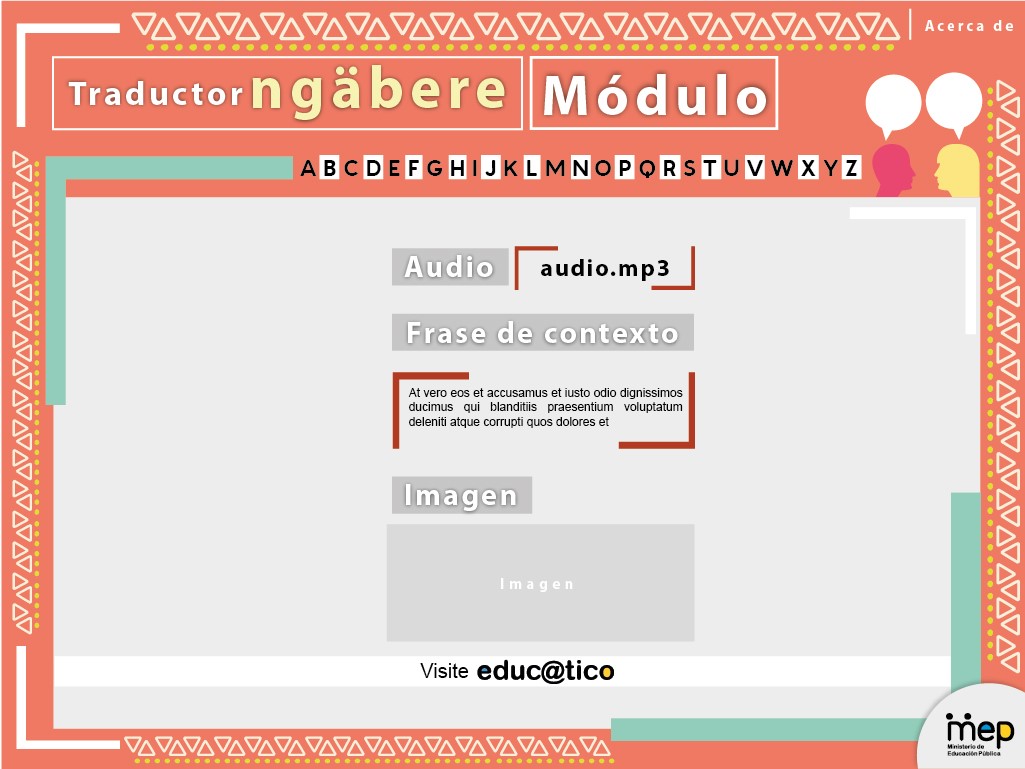 Acerca de
Traductor ngäbere Módulo
A B C D E F G H I J K L M N O P Q R S T U V W X Y Z
Audio audio.mp3
Frase de contexto
At vero eos et accusamus et iusto odio dignissimos
ducimus qui blanditiis praesentium voluptatum
deleniti atque corrupti quos dolores et
Imagen
Imagen
Visite educ@tico
mep
Ministerio de
Educación Pública